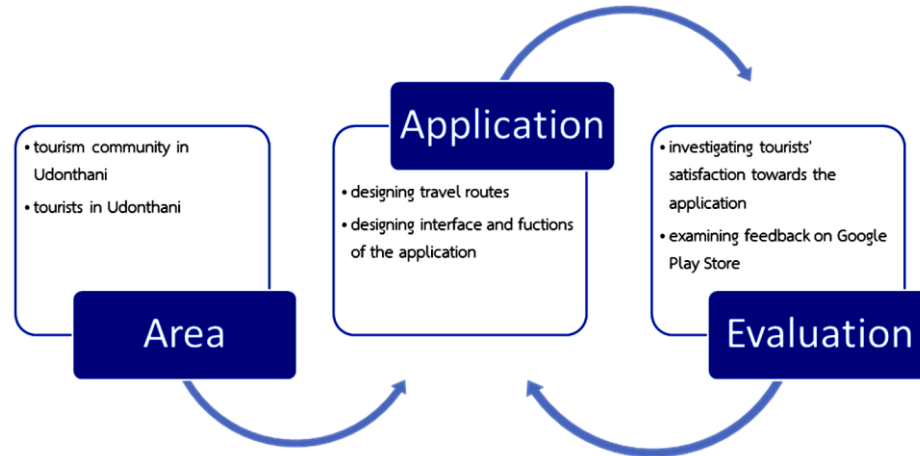 • tourism community in
Udonthani
• tourists in Udonthani
Area
Application
• designing travel routes
• designing interface and fuctions
of the application
• investigating tourists'
satisfaction towards the
application
• examining feedback on Google
Play Store
Evaluation